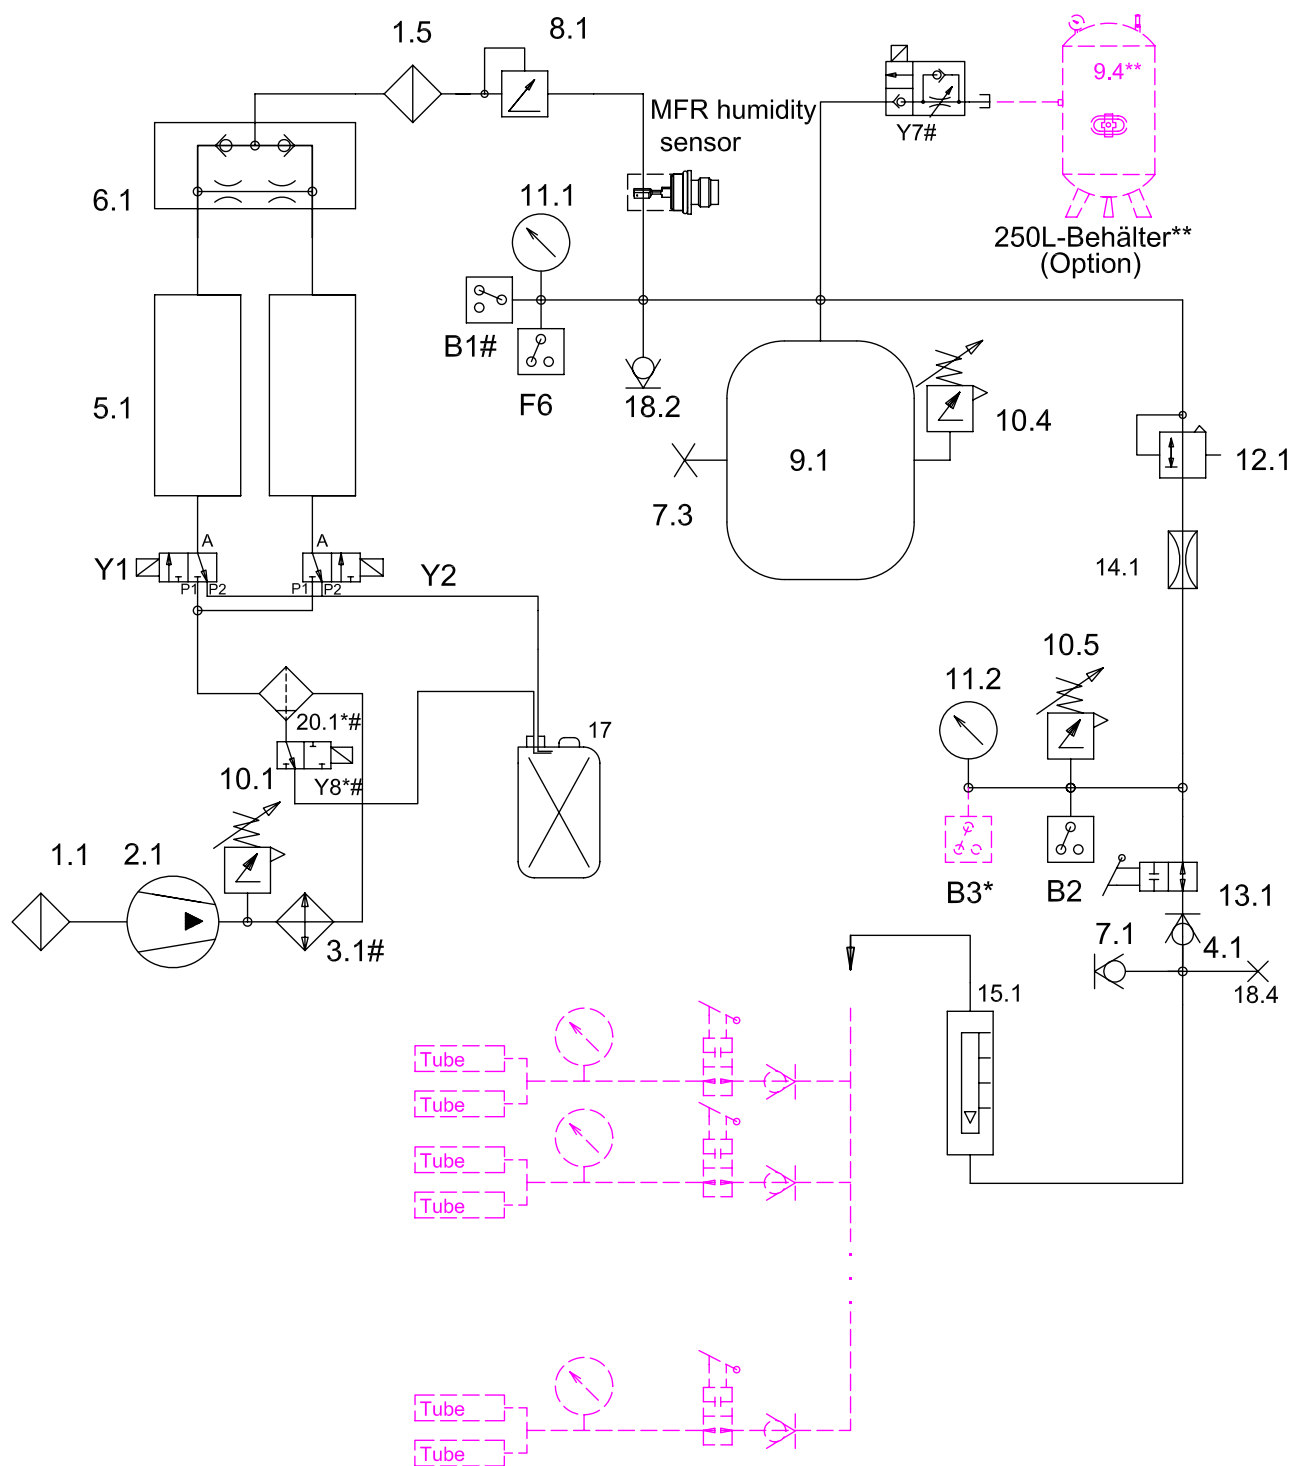 1.5
8.1
MFR humidity
sensor
Y7#
9.4**
250L-Behälter**
(Option)
6.1
11.1
B1#
F6
18.2
5.1
9.1
10.4
7.3
12.1
14.1
Y1
A
A
Y2
P1
P2
P1
P2
20.1*#
Y8*#
17
10.1
10.5
11.2
1.1
2.1
3.1#
B3*
B2
13.1
7.1
4.1
18.4
15.1
Tube
Tube
Tube
Tube
Tube
Tube